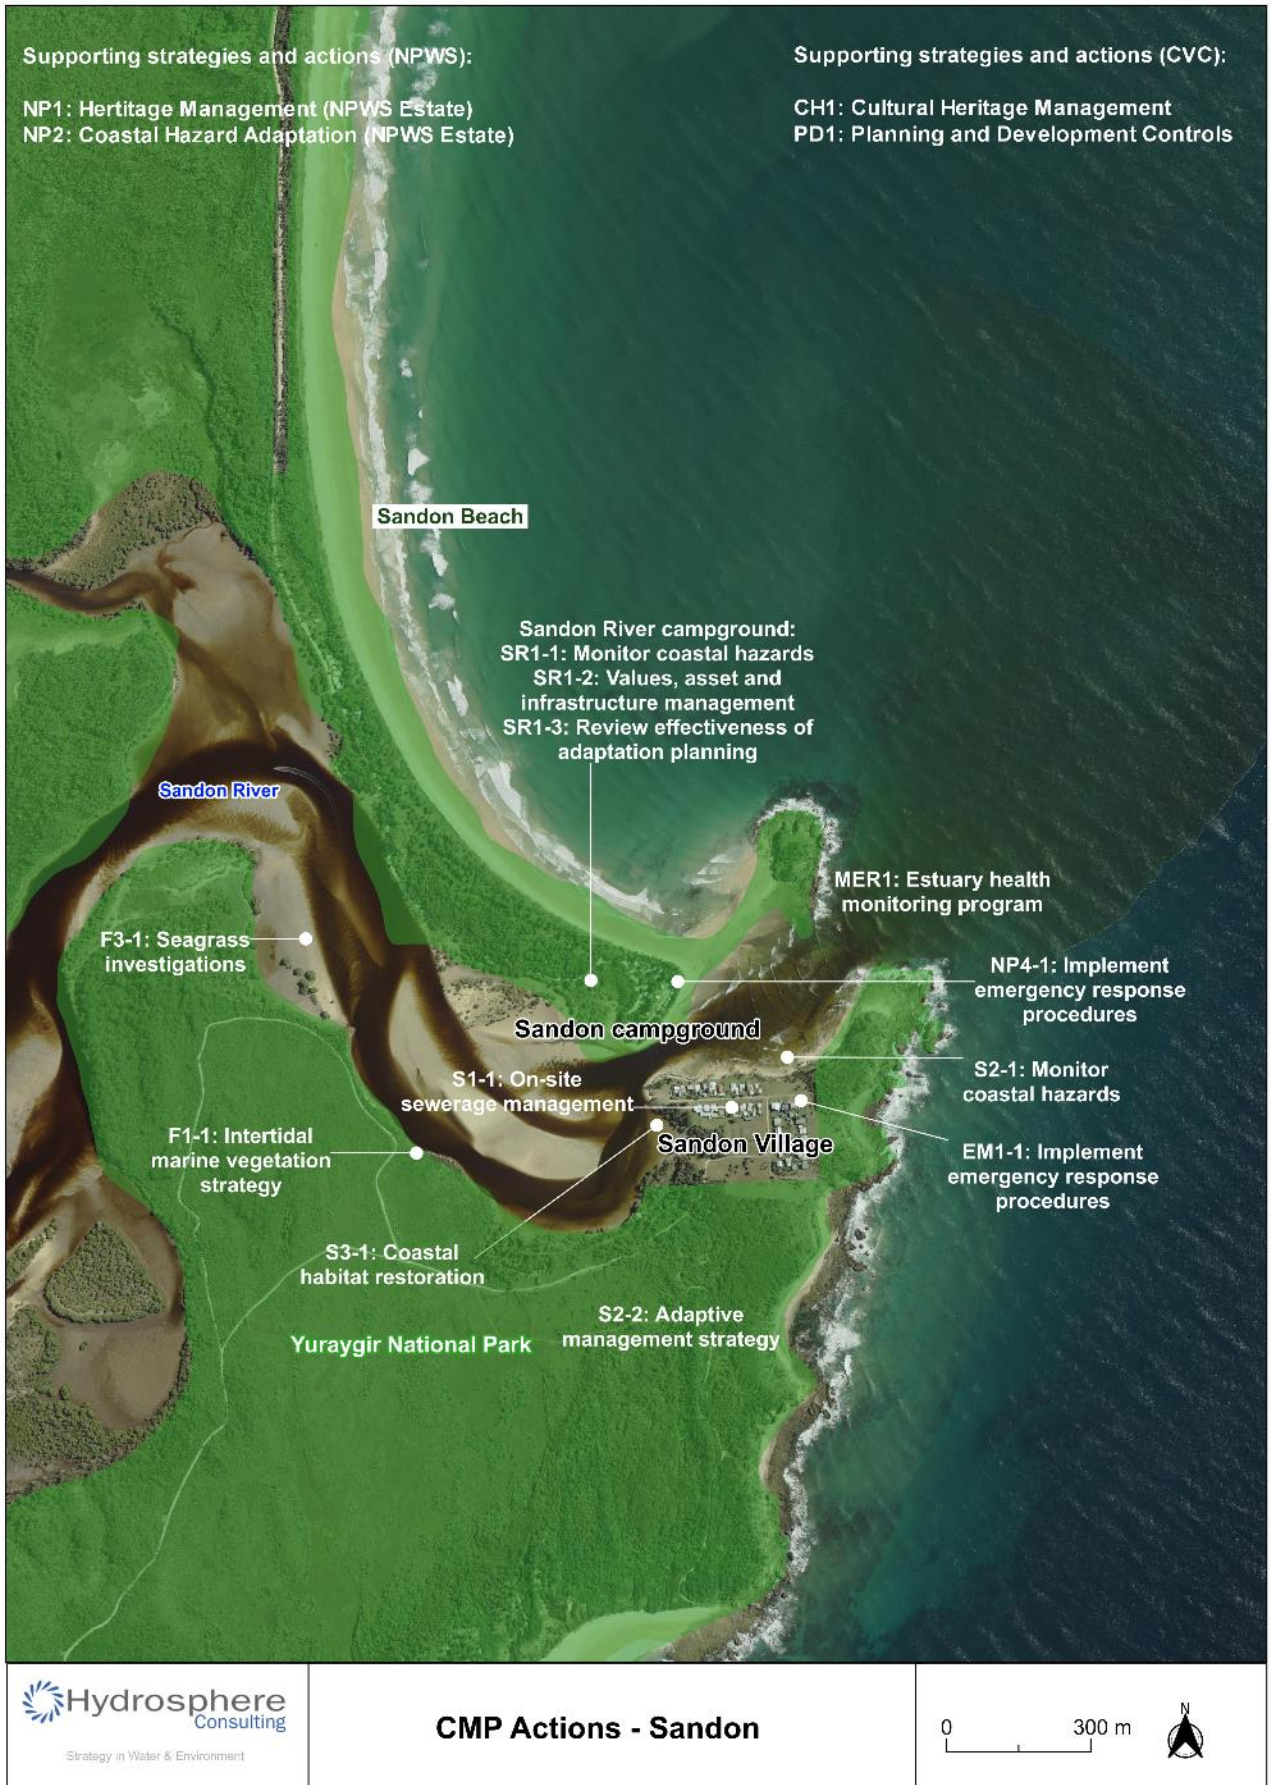 Supporting strategies and actions (NPWS):
NP1: Hertitage Management (NPWS Estate)
NP2: Coastal Hazard Adaptation (NPWS Estate)
Supporting strategies and actions (CVC):
CH1: Cultural Heritage Management
PD1: Planning and Development Controls
Sandon Beach
Sandon River campground:
SR1-1: Monitor coastal hazards
SR1-2: Values, asset and
infrastructure management
SR1-3: Review effectiveness of
adaptation planning
Sandon River
MER1: Estuary health
monitoring program
F3-1: Seagrass
investigations
NP4-1: Implement
emergency response
procedures
Sandon campground
S2-1: Monitor
coastal hazards
S1-1: On-site
sewerage management
F1-1: Intertidal
marine vegetation
strategy
Sandon Village
EM1-1: Implement
emergency response
procedures
S3-1: Coastal
habitat restoration
S2-2: Adaptive
management strategy
Yuraygir National Park
Hydrosphere
Consulting
Strategy in Water & Environment
CMP Actions - Sandon
0 300 m
N